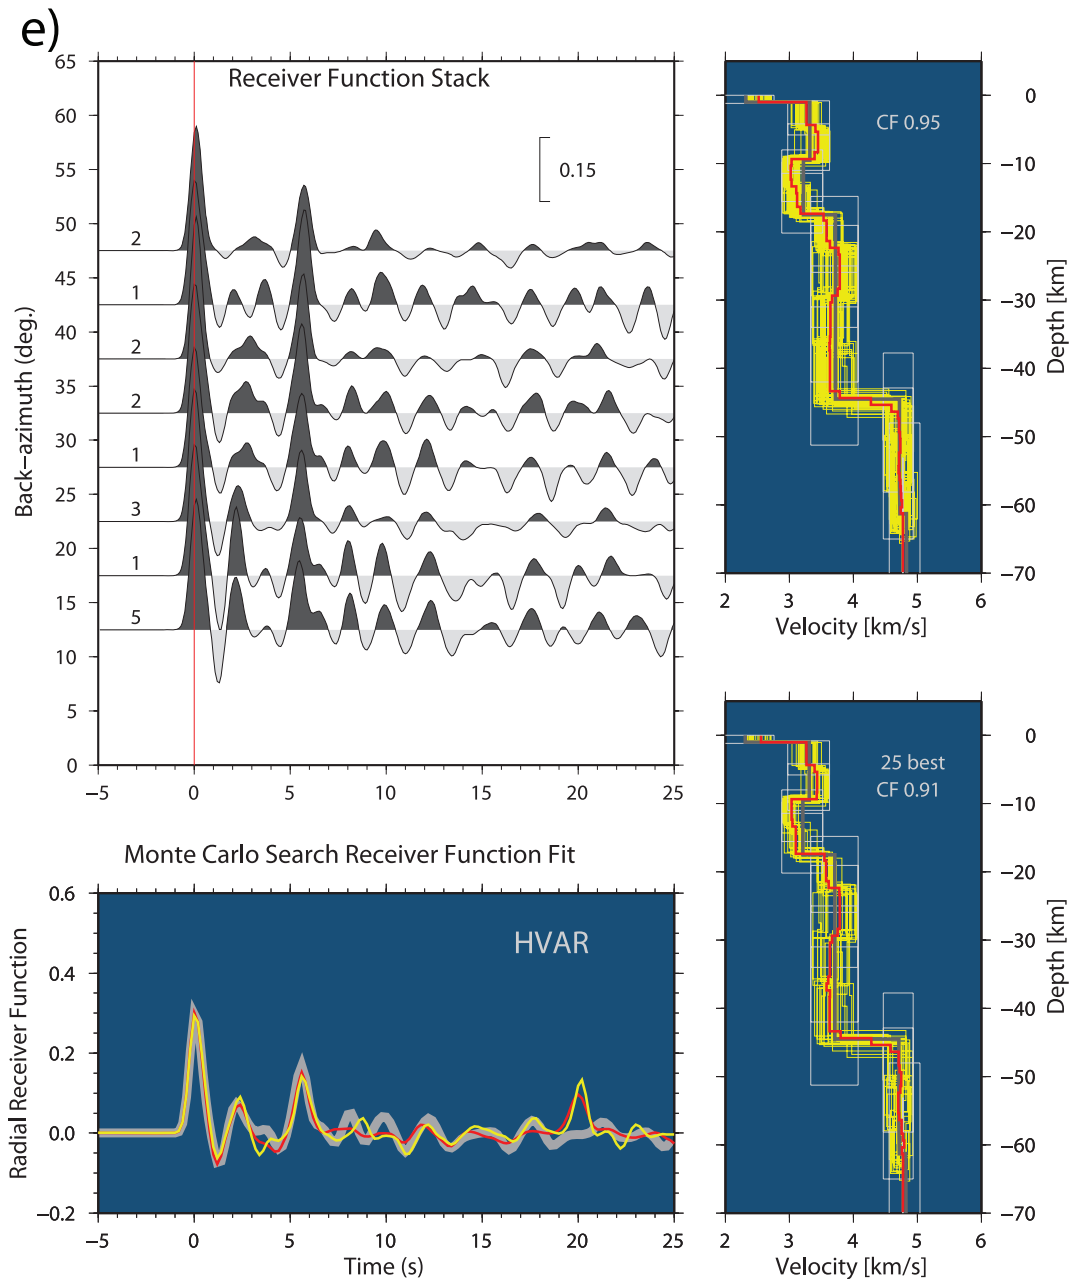 e)
Receiver Function Stack
0.15
Back−azimuth (deg.)
65
60
55
50
45
40
35
30
25
20
15
10
5
0
2
1
2
2
1
3
1
5
−5 0 5 10 15 20 25
CF 0.95
0
−10
−20
−30
−40
−50
−60
−70
Depth [km]
2 3 4 5 6
Velocity [km/s]
Monte Carlo Search Receiver Function Fit
HVAR
Radial Receiver Function
0.6
0.4
0.2
0.0
−0.2
−5 0 5 10 15 20 25
Time (s)
25 best
CF 0.91
0
−10
−20
−30
−40
−50
−60
−70
Depth [km]
2 3 4 5 6
Velocity [km/s]